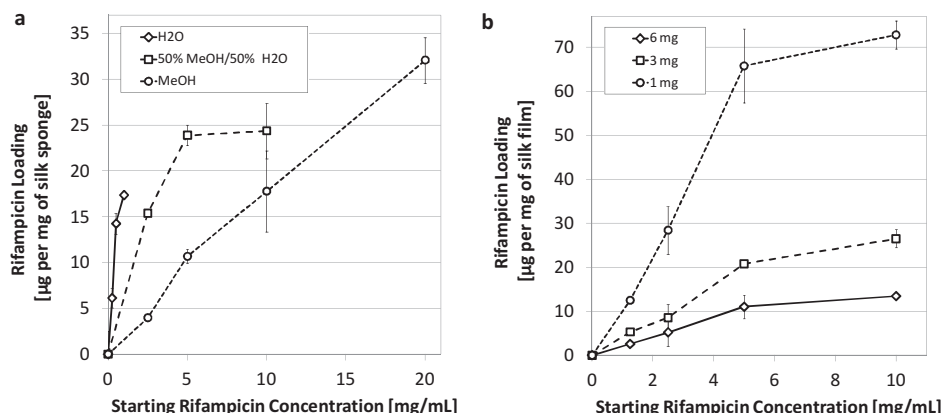 a
H2O
50% MeOH/50% H2O
MeOH
Rifampicin Loading
[µg per mg of silk sponge]
35
30
25
20
15
10
5
0
0 5 10 15 20
Starting Rifampicin Concentration [mg/mL]
b
6 mg
3 mg
1 mg
Rifampicin Loading
[µg per mg of silk film]
70
60
50
40
30
20
10
0
0 2 4 6 8 10
Starting Rifampicin Concentration [mg/mL]